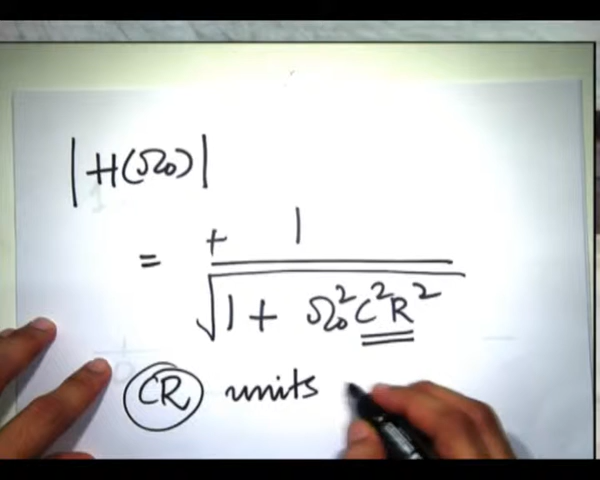 |H(Ω₀)|
= + 1 / √(1 + Ω₀²C²R²)
CR units